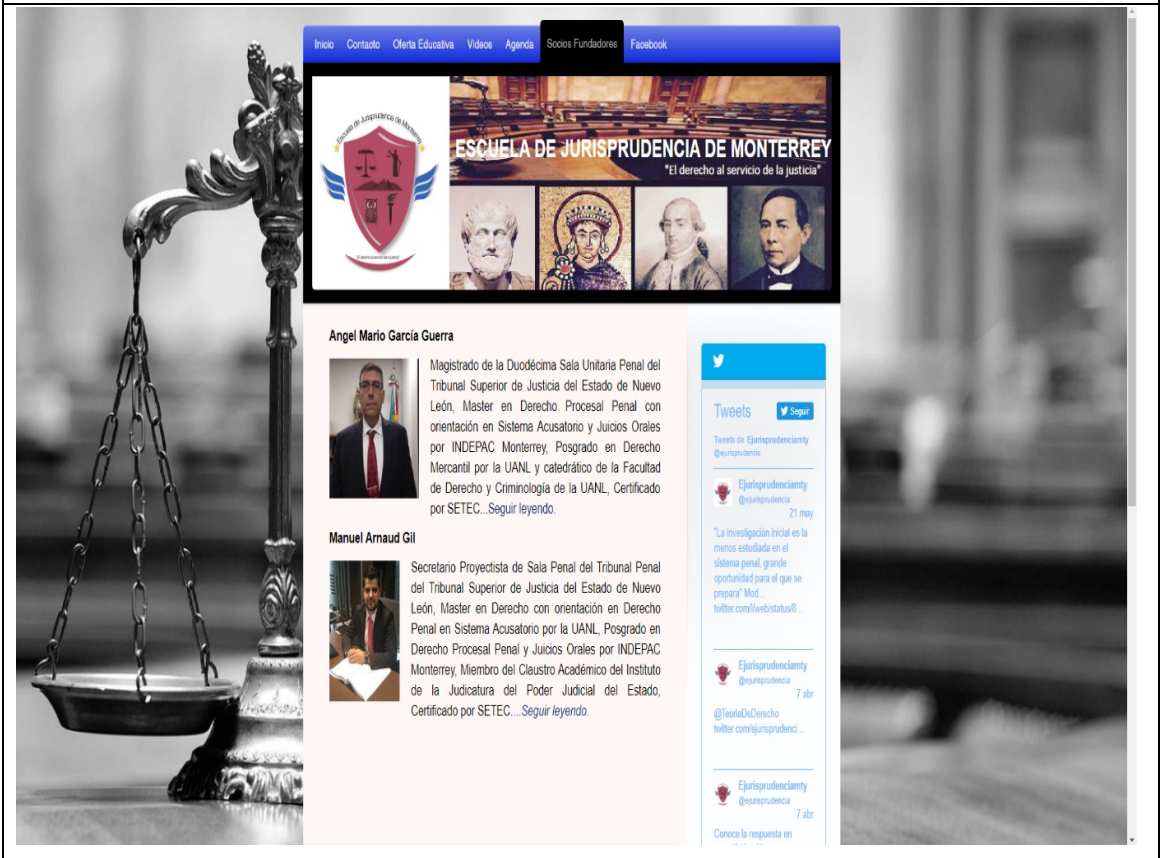 Inicio Contacto Oferta Educativa Videos Agenda Socios Fundadores Facebook
Escuela de Jurisprudencia de Monterrey
ESCUELA DE JURISPRUDENCIA DE MONTERREY
"El derecho al servicio de la justicia"
Angel Mario García Guerra
Magistrado de la Duodécima Sala Unitaria Penal del
Tribunal Superior de Justicia del Estado de Nuevo
León, Master en Derecho Procesal Penal con
orientación en Sistema Acusatorio y Juicios Orales
por INDEPAC Monterrey, Posgrado en Derecho
Mercantil por la UANL y catedrático de la Facultad
de Derecho y Criminología de la UANL, Certificado
por SETEC...Seguir leyendo.
Manuel Arnaud Gil
Secretario Proyectista de Sala Penal del Tribunal Penal
del Tribunal Superior de Justicia del Estado de Nuevo
León, Master en Derecho con orientación en Derecho
Penal en Sistema Acusatorio por la UANL, Posgrado en
Derecho Procesal Penal y Juicios Orales por INDEPAC
Monterrey, Miembro del Claustro Académico del Instituto
de la Judicatura del Poder Judicial del Estado,
Certificado por SETEC....Seguir leyendo.
Tweets Seguir
Tweets de Ejurisprudenciamty
@ejurisprudencia
Ejurisprudenciamty
@ejurisprudencia
21 may
"La investigación inicial es la
menos estudiada en el
sistema penal, grande
oportunidad para el que se
prepara" Mod...
twitter.com/i/web/status/8...
Ejurisprudenciamty
@ejurisprudencia
7 abr
@TeoriaDeDerecho
twitter.com/ejurisprudenci...
Ejurisprudenciamty
@ejurisprudencia
7 abr
Conoce la respuesta en